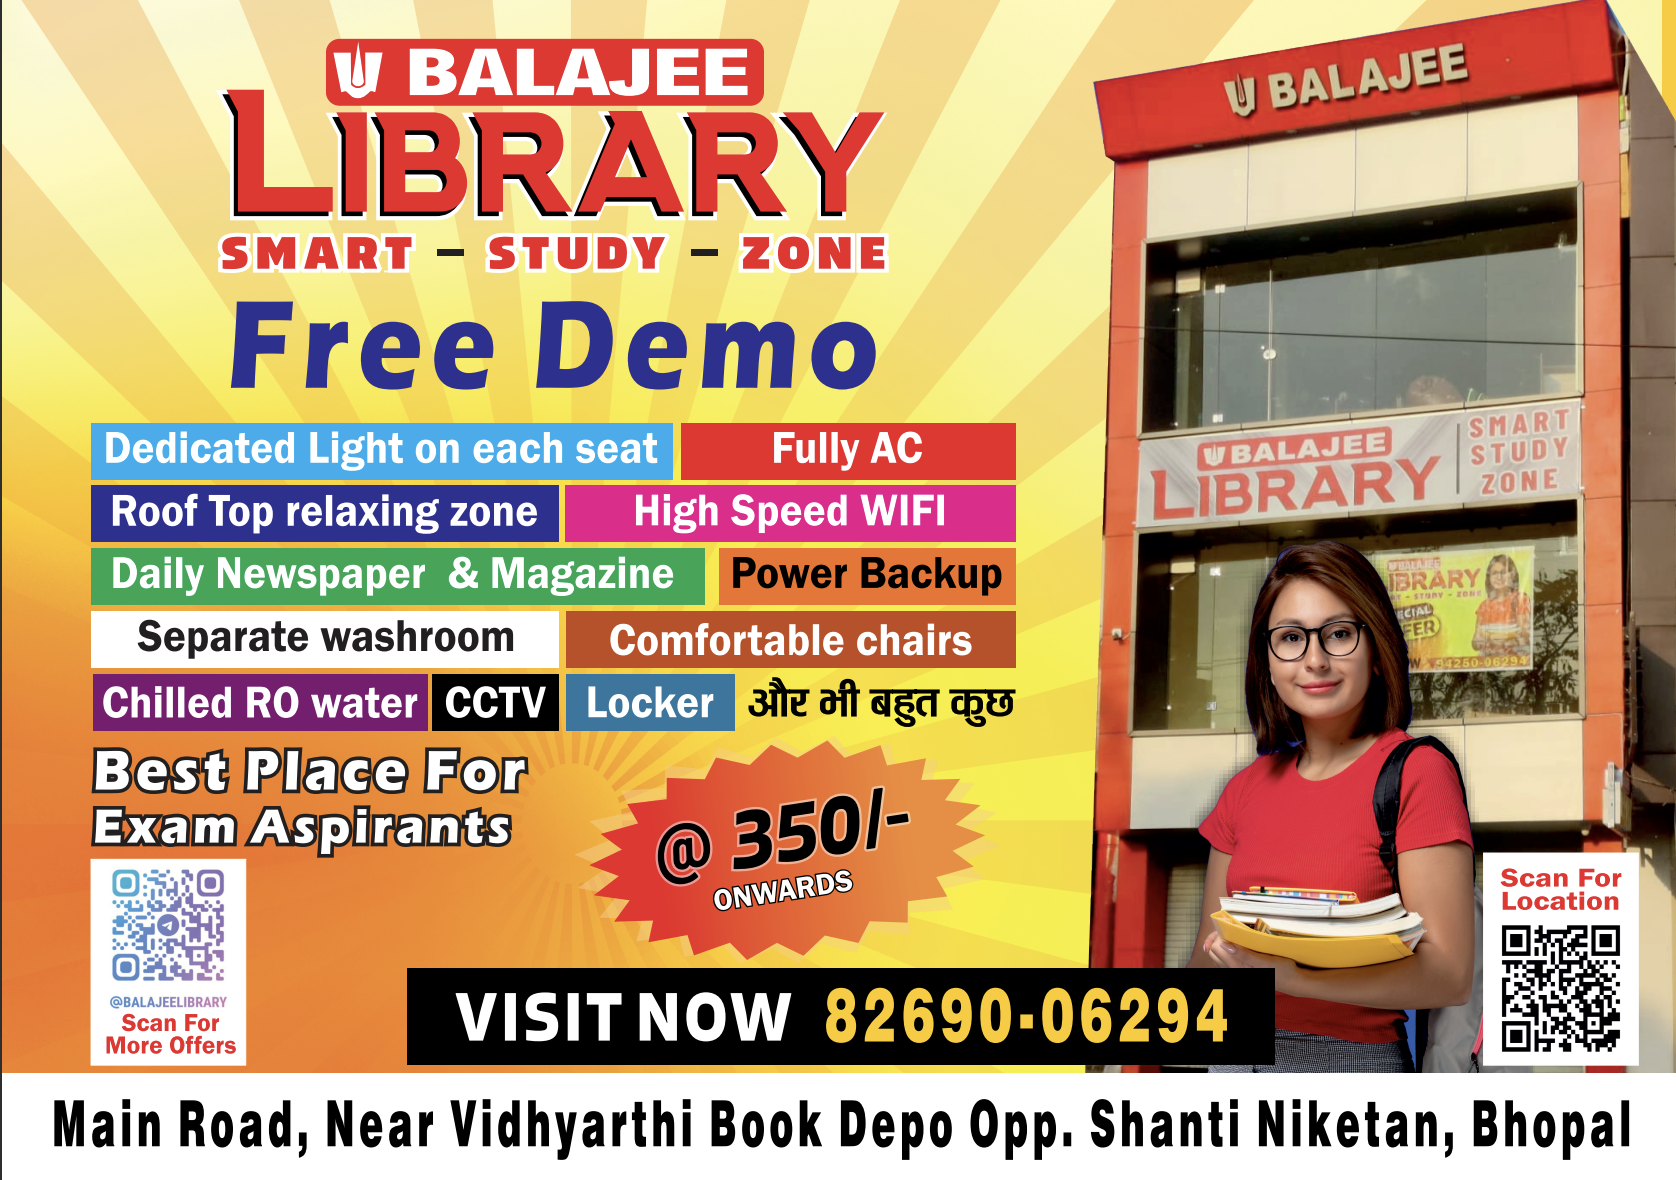 BALAJEE
LIBRARY
SMART - STUDY - ZONE
Free Demo
Dedicated Light on each seat
Fully AC
Roof Top relaxing zone
High Speed WIFI
Daily Newspaper & Magazine
Power Backup
Separate washroom
Comfortable chairs
Chilled RO water
CCTV
Locker
और भी बहुत कुछ
Best Place For
Exam Aspirants
@ 350/-
ONWARDS
@BALAJEELIBRARY
Scan For
More Offers
VISIT NOW 82690-06294
Main Road, Near Vidhyarthi Book Depo Opp. Shanti Niketan, Bhopal
BALAJEE
BALAJEE
LIBRARY
SMART
STUDY
ZONE
BALAJEE
94250-06294
Scan For
Location